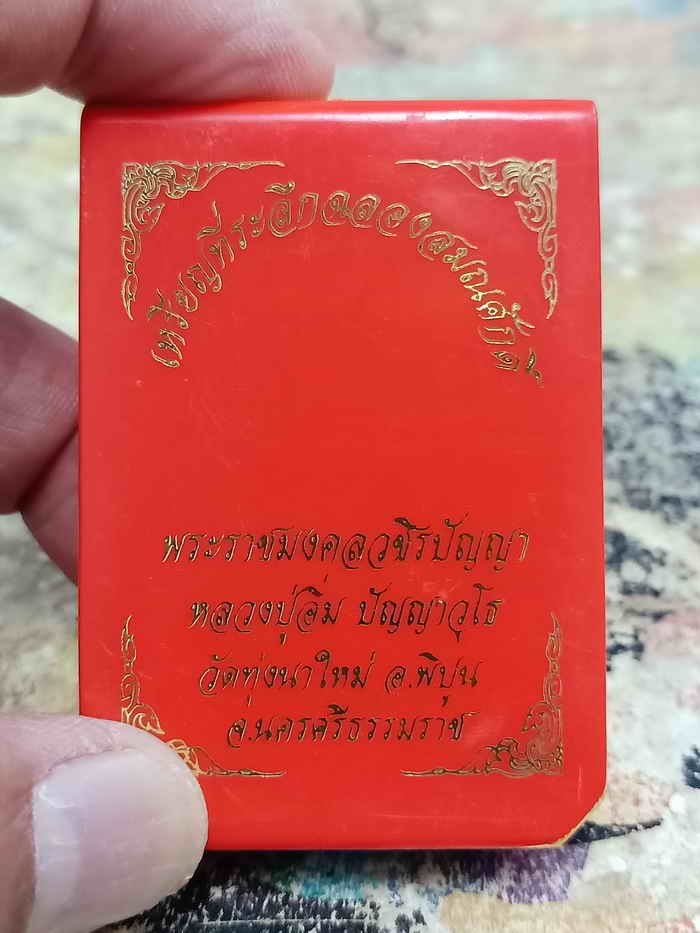 เหรียญที่ระลึกฉลองสมณศักดิ์
พระราชมงคลวชิรปัญญา
หลวงปู่อิ่ม ปัญญาวุโธ
วัดทุ่งนาใหม่ อ.พิปูน
จ.นครศรีธรรมราช